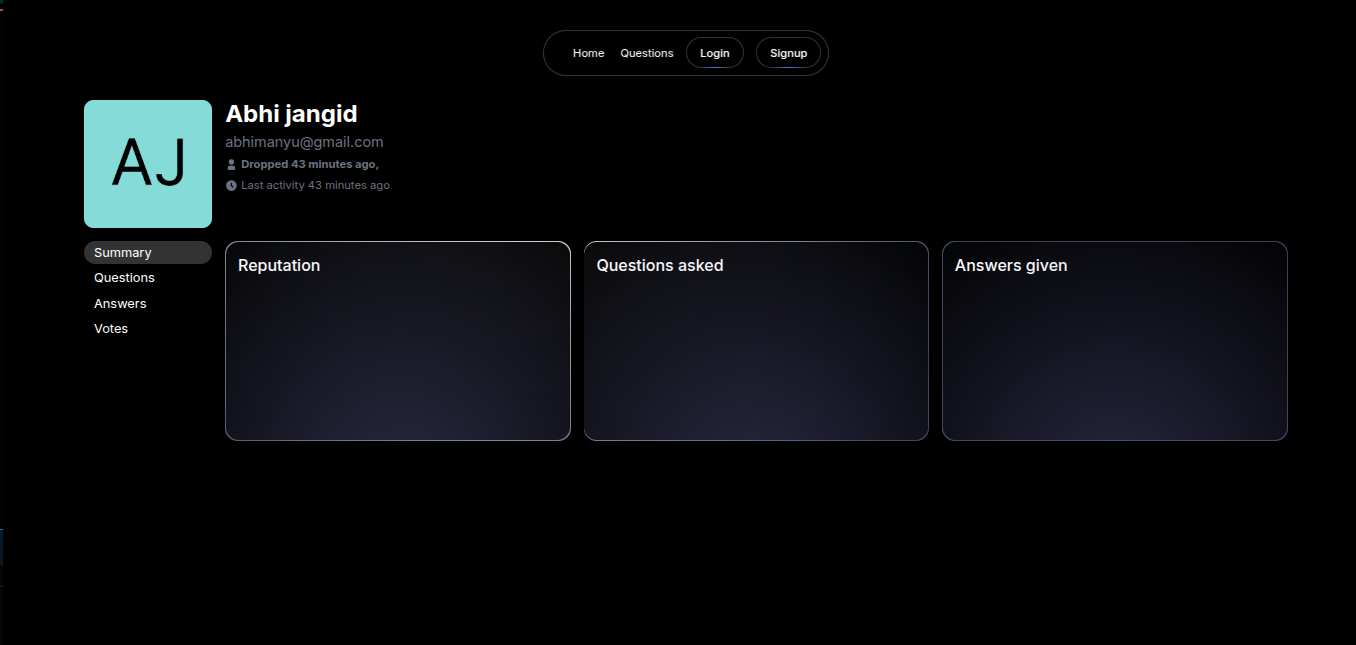 Home Questions Login Signup
AJ
Abhi jangid
abhimanyu@gmail.com
Dropped 43 minutes ago,
Last activity 43 minutes ago
Summary
Questions
Answers
Votes
Reputation
Questions asked
Answers given